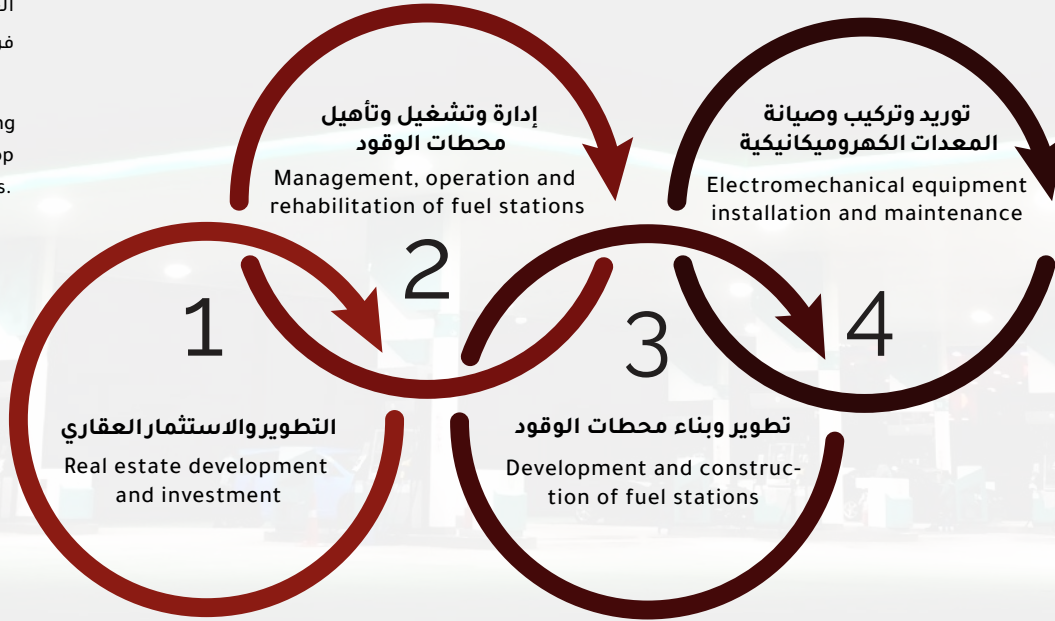 1
التطوير والاستثمار العقاري
Real estate development
and investment
2
إدارة وتشغيل وتأهيل
محطات الوقود
Management, operation and
rehabilitation of fuel stations
3
تطوير وبناء محطات الوقود
Development and construc-
tion of fuel stations
4
توريد وتركيب وصيانة
المعدات الكهروميكانيكية
Electromechanical equipment
installation and maintenance